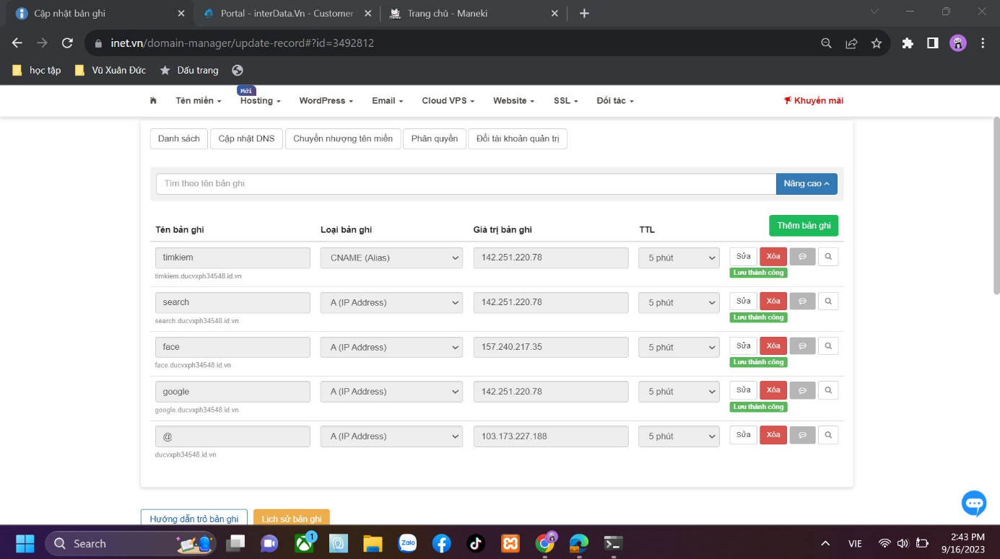 Cập nhật bản ghi
Portal - interData.Vn - Customer
Trang chủ - Maneki
inet.vn/domain-manager/update-record#?id=3492812
học tập
Vũ Xuân Đức
Dấu trang
Mới
Tên miền
Hosting
WordPress
Email
Cloud VPS
Website
SSL
Đối tác
Khuyến mãi
Danh sách
Cập nhật DNS
Chuyển nhượng tên miền
Phân quyền
Đổi tài khoản quản trị
Tìm theo tên bản ghi
Nâng cao
Tên bản ghi
Loại bản ghi
Giá trị bản ghi
TTL
Thêm bản ghi
timkiem
CNAME (Alias)
142.251.220.78
5 phút
Sửa
Xóa
timkiem.ducvxph34548.id.vn
Lưu thành công
search
A (IP Address)
142.251.220.78
5 phút
Sửa
Xóa
search.ducvxph34548.id.vn
Lưu thành công
face
A (IP Address)
157.240.217.35
5 phút
Sửa
Xóa
face.ducvxph34548.id.vn
Lưu thành công
google
A (IP Address)
142.251.220.78
5 phút
Sửa
Xóa
google.ducvxph34548.id.vn
Lưu thành công
@
A (IP Address)
103.173.227.188
5 phút
Sửa
Xóa
ducvxph34548.id.vn
Hướng dẫn trỏ bản ghi
Lịch sử bản ghi
Search
1
Zalo
VIE
2:43 PM
9/16/2023